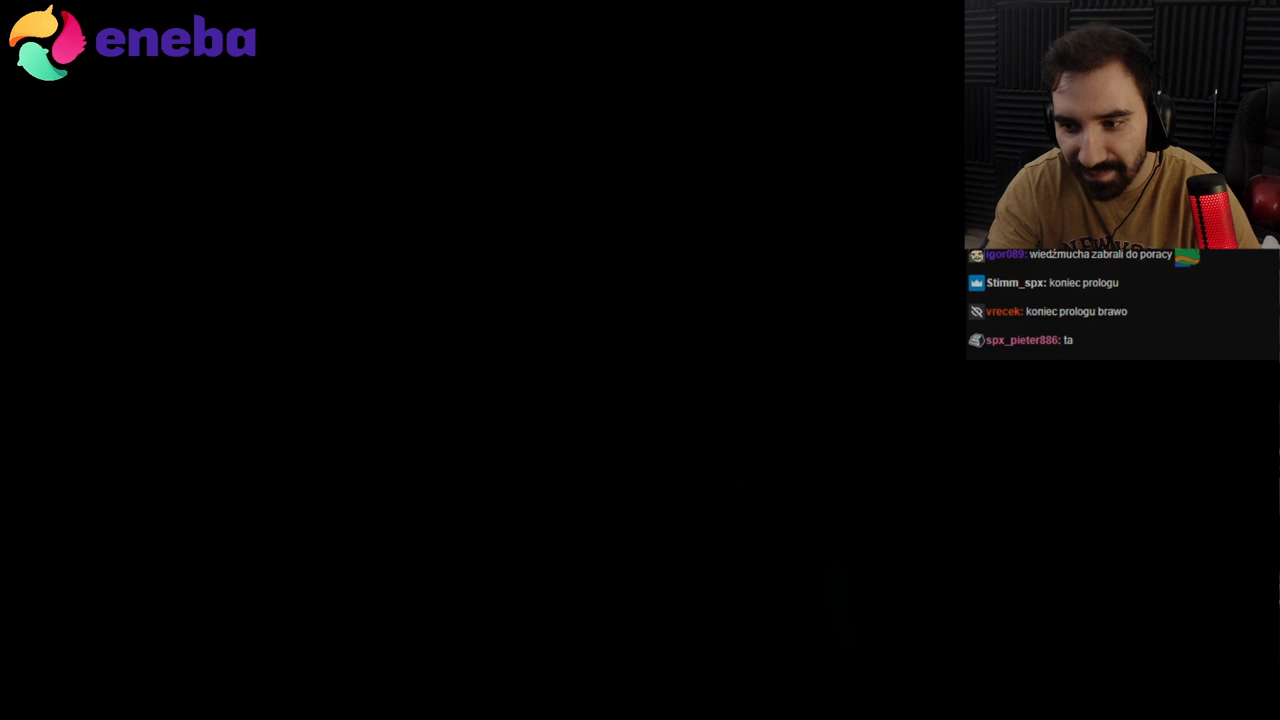 eneba
igor089: wiedźmucha zabrali do poracy
Stimm_spx: koniec prologu
vrecek: koniec prologu brawo
spx_pieter886: ta